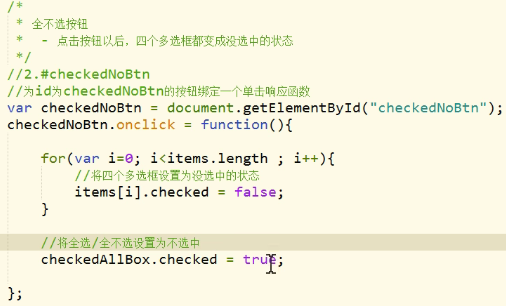 /*
* 全不选按钮
* - 点击按钮以后，四个多选框都变成没选中的状态
*/
//2.#checkedNoBtn
//为id为checkedNoBtn的按钮绑定一个单击响应函数
var checkedNoBtn = document.getElementById("checkedNoBtn");
checkedNoBtn.onclick = function(){
for(var i=0; i<items.length ; i++){
//将四个多选框设置为没选中的状态
items[i].checked = false;
}
//将全选/全不选设置为不选中
checkedAllBox.checked = true;
};